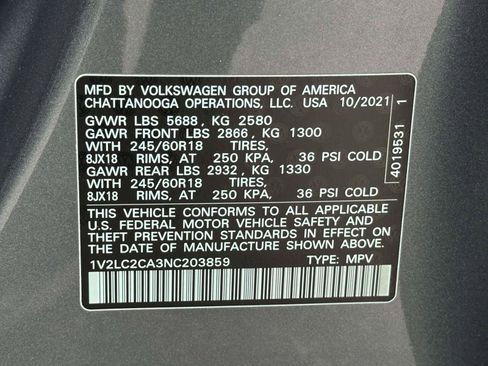 MFD BY VOLKSWAGEN GROUP OF AMERICA
CHATTANOOGA OPERATIONS, LLC. USA 10/2021
GVWR LBS 5688, KG 2580
GAWR FRONT LBS 2866, KG 1300
WITH 245/60R18 TIRES,
8JX18 RIMS, AT 250 KPA, 36 PSI COLD
GAWR REAR LBS 2932, KG 1330
WITH 245/60R18 TIRES,
8JX18 RIMS, AT 250 KPA, 36 PSI COLD
THIS VEHICLE CONFORMS TO ALL APPLICABLE
U.S. FEDERAL MOTOR VEHICLE SAFETY AND
THEFT PREVENTION STANDARDS IN EFFECT ON
THE DATE OF MANUFACTURE SHOWN ABOVE.
1V2LC2CA3NC203859 TYPE: MPV
4019531 1